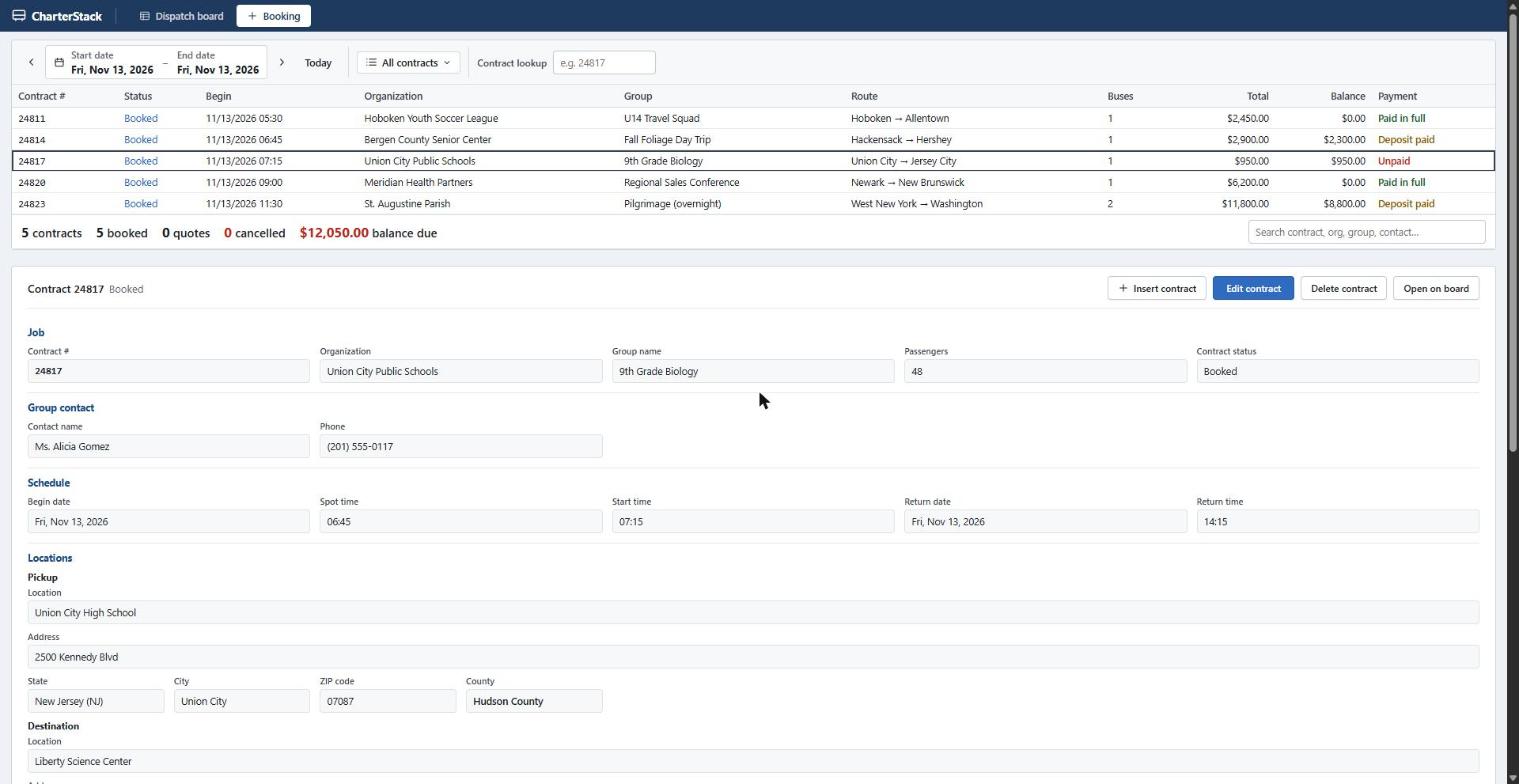 CharterStack Dispatch board + Booking
Start date End date
Fri, Nov 13, 2026 – Fri, Nov 13, 2026 Today All contracts Contract lookup e.g. 24817
Contract # Status Begin Organization Group Route Buses Total Balance Payment
24811 Booked 11/13/2026 05:30 Hoboken Youth Soccer League U14 Travel Squad Hoboken → Allentown 1 $2,450.00 $0.00 Paid in full
24814 Booked 11/13/2026 06:45 Bergen County Senior Center Fall Foliage Day Trip Hackensack → Hershey 1 $2,900.00 $2,300.00 Deposit paid
24817 Booked 11/13/2026 07:15 Union City Public Schools 9th Grade Biology Union City → Jersey City 1 $950.00 $950.00 Unpaid
24820 Booked 11/13/2026 09:00 Meridian Health Partners Regional Sales Conference Newark → New Brunswick 1 $6,200.00 $0.00 Paid in full
24823 Booked 11/13/2026 11:30 St. Augustine Parish Pilgrimage (overnight) West New York → Washington 2 $11,800.00 $8,800.00 Deposit paid
5 contracts 5 booked 0 quotes 0 cancelled $12,050.00 balance due Search contract, org, group, contact...
Contract 24817 Booked + Insert contract Edit contract Delete contract Open on board
Job
Contract # Organization Group name Passengers Contract status
24817 Union City Public Schools 9th Grade Biology 48 Booked
Group contact
Contact name Phone
Ms. Alicia Gomez (201) 555-0117
Schedule
Begin date Spot time Start time Return date Return time
Fri, Nov 13, 2026 06:45 07:15 Fri, Nov 13, 2026 14:15
Locations
Pickup
Location
Union City High School
Address
2500 Kennedy Blvd
State City ZIP code County
New Jersey (NJ) Union City 07087 Hudson County
Destination
Location
Liberty Science Center